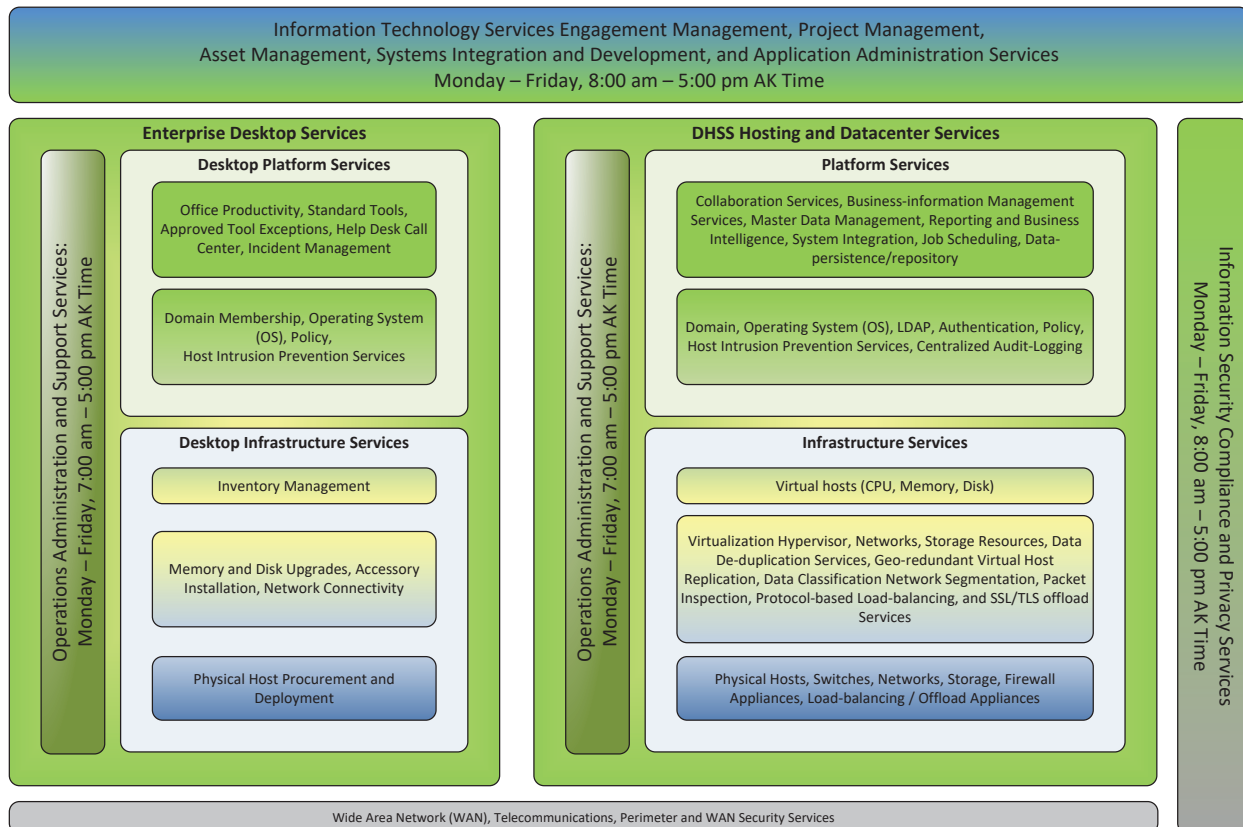 Information Technology Services Engagement Management, Project Management,
Asset Management, Systems Integration and Development, and Application Administration Services
Monday – Friday, 8:00 am – 5:00 pm AK Time
Enterprise Desktop Services
Operations Administration and Support Services:
Monday – Friday, 7:00 am – 5:00 pm AK Time
Desktop Platform Services
Office Productivity, Standard Tools,
Approved Tool Exceptions, Help Desk Call
Center, Incident Management
Domain Membership, Operating System
(OS), Policy,
Host Intrusion Prevention Services
Desktop Infrastructure Services
Inventory Management
Memory and Disk Upgrades, Accessory
Installation, Network Connectivity
Physical Host Procurement and
Deployment
DHSS Hosting and Datacenter Services
Operations Administration and Support Services:
Monday – Friday, 7:00 am – 5:00 pm AK Time
Platform Services
Collaboration Services, Business-information Management
Services, Master Data Management, Reporting and Business
Intelligence, System Integration, Job Scheduling, Data-
persistence/repository
Domain, Operating System (OS), LDAP, Authentication, Policy,
Host Intrusion Prevention Services, Centralized Audit-Logging
Infrastructure Services
Virtual hosts (CPU, Memory, Disk)
Virtualization Hypervisor, Networks, Storage Resources, Data
De-duplication Services, Geo-redundant Virtual Host
Replication, Data Classification Network Segmentation, Packet
Inspection, Protocol-based Load-balancing, and SSL/TLS offload
Services
Physical Hosts, Switches, Networks, Storage, Firewall
Appliances, Load-balancing / Offload Appliances
Information Security Compliance and Privacy Services
Monday – Friday, 8:00 am – 5:00 pm AK Time
Wide Area Network (WAN), Telecommunications, Perimeter and WAN Security Services